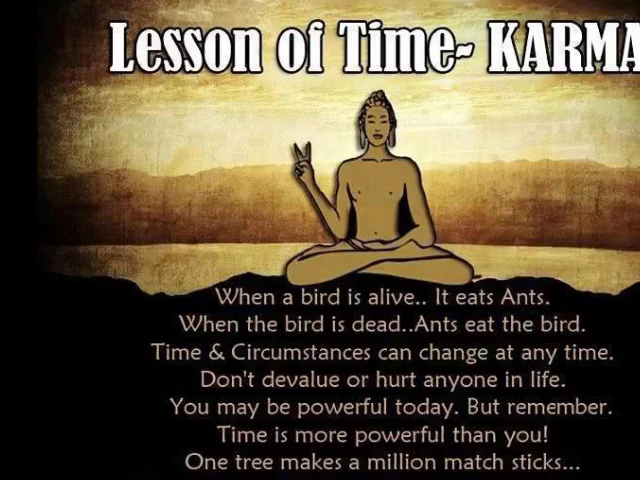 Lesson of Time- KARMA
When a bird is alive.. It eats Ants.
When the bird is dead..Ants eat the bird.
Time & Circumstances can change at any time.
Don't devalue or hurt anyone in life.
You may be powerful today. But remember.
Time is more powerful than you!
One tree makes a million match sticks...